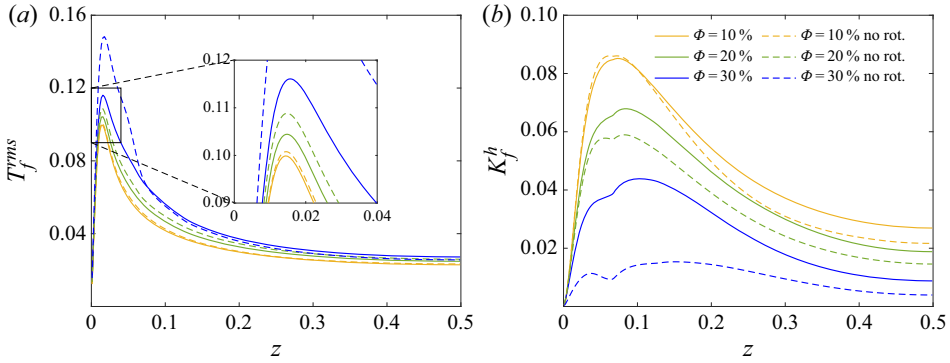 (a)
0.16
0.12
0.08
0.04
0
0.1
0.2
0.3
0.4
0.5
z
T_f^{rms}
0.12
0.11
0.10
0.09
0
0.02
0.04
(b)
0.10
0.08
0.06
0.04
0.02
0
0.1
0.2
0.3
0.4
0.5
z
K_f^h
Φ = 10 %
Φ = 10 % no rot.
Φ = 20 %
Φ = 20 % no rot.
Φ = 30 %
Φ = 30 % no rot.